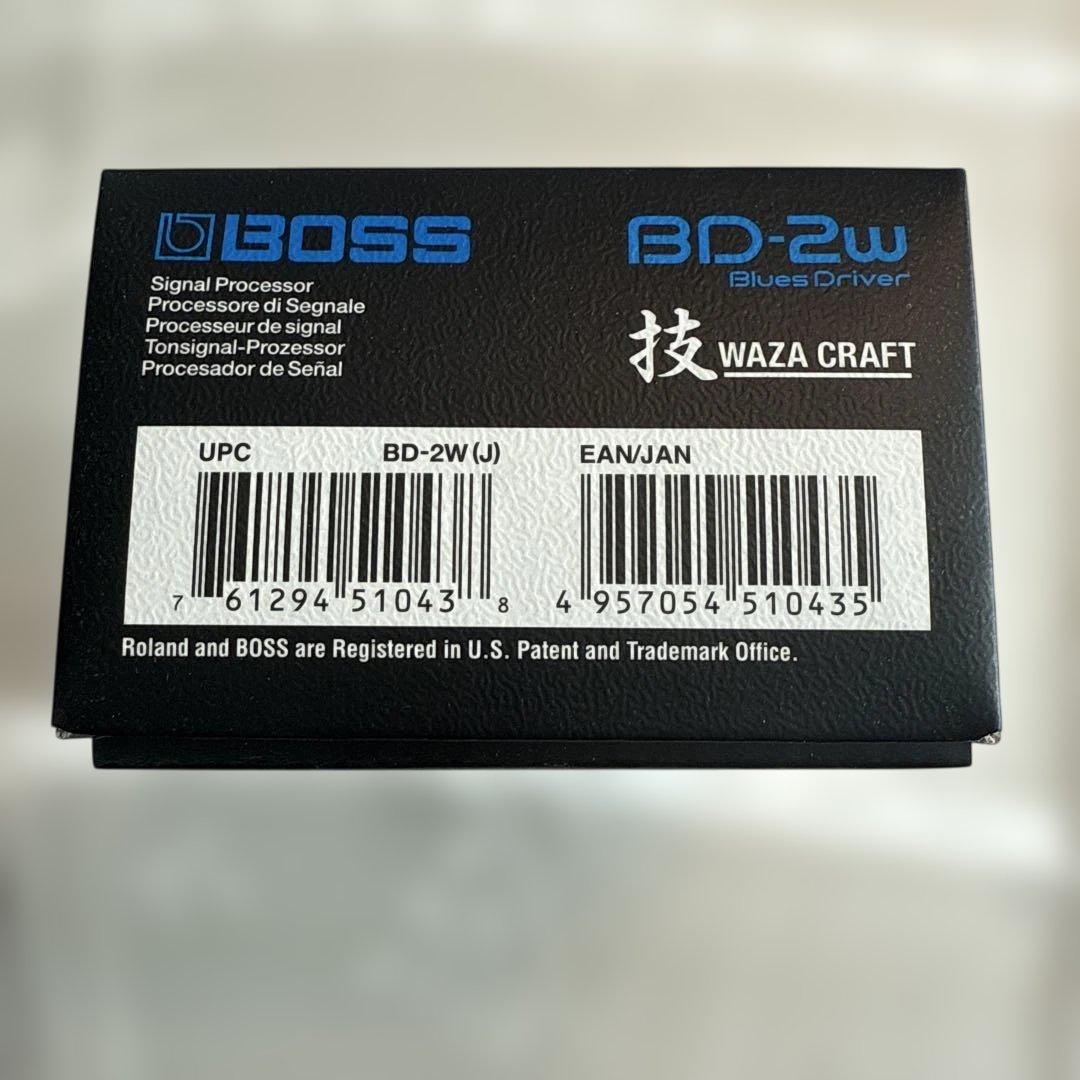 BOSS
Signal Processor
Processore di Segnale
Processeur de signal
Tonsignal-Prozessor
Procesador de Señal
BD-2w
Blues Driver
技 WAZA CRAFT
UPC BD-2W (J)
7 61294 51043 8
EAN/JAN
4 957054 510435
Roland and BOSS are Registered in U.S. Patent and Trademark Office.